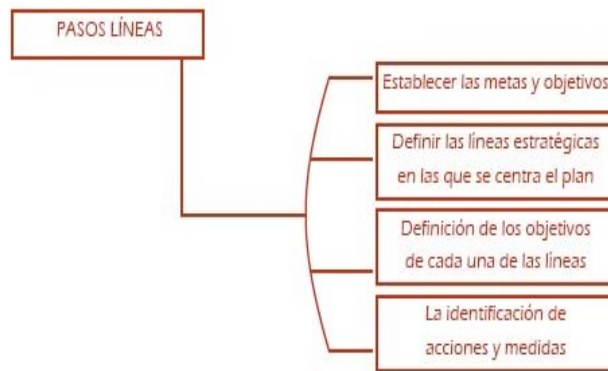 PASOS LÍNEAS
Establecer las metas y objetivos
Definir las líneas estratégicas
en las que se centra el plan
Definición de los objetivos
de cada una de las líneas
La identificación de
acciones y medidas